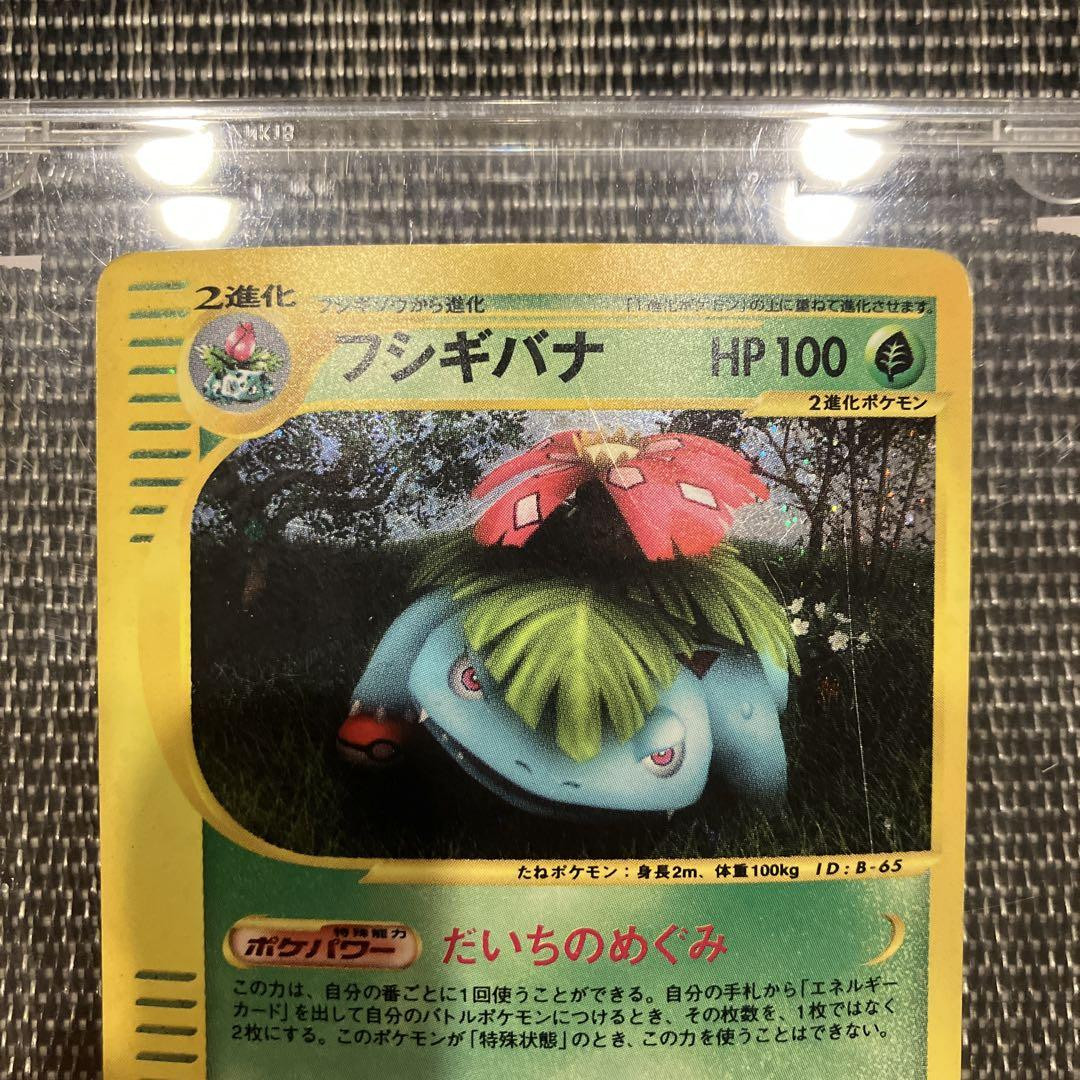 2進化
フシギソウから進化
「1進化ポケモン」の上に重ねて進化させます。
フシギバナ
HP100
2進化ポケモン
たねポケモン：身長2m、体重100kg ID:B-65
特殊能力
ポケパワー
だいちのめぐみ
この力は、自分の番ごとに1回使うことができる。自分の手札から「エネルギー
カード」を出して自分のバトルポケモンにつけるとき、その枚数を、1枚ではなく
2枚にする。このポケモンが「特殊状態」のとき、この力を使うことはできない。